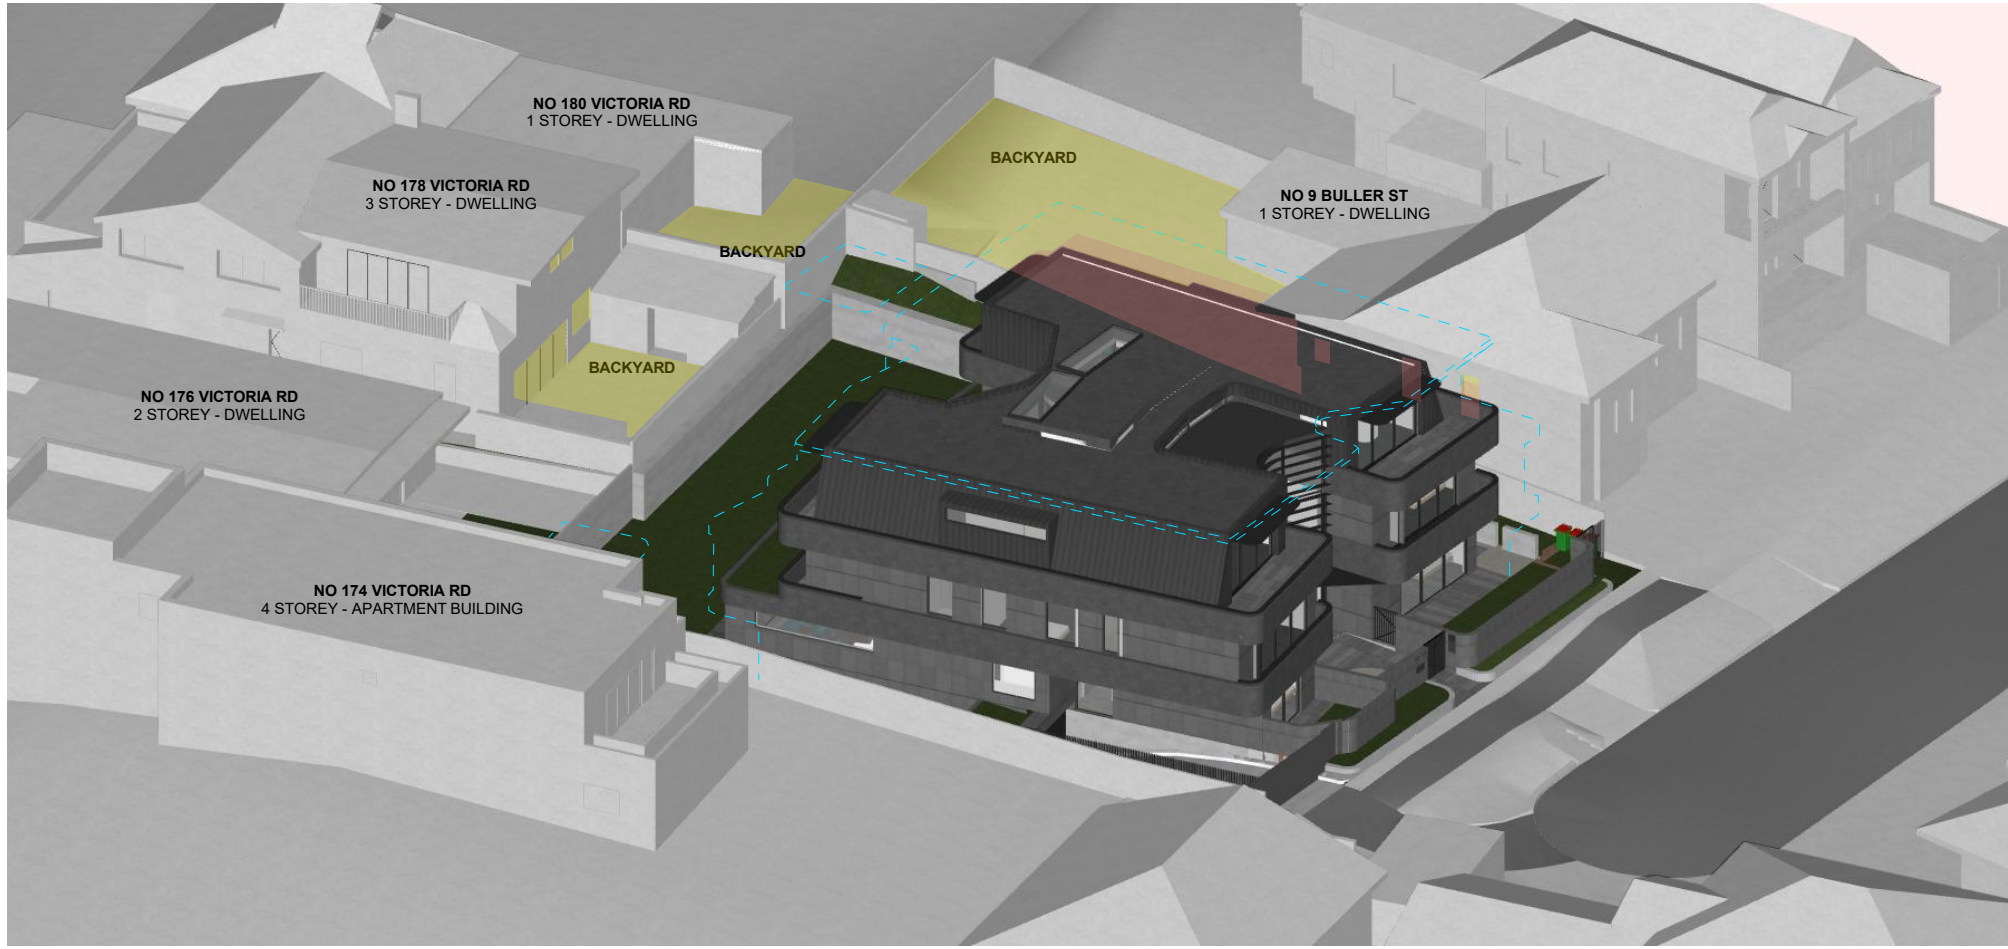 NO 180 VICTORIA RD
1 STOREY - DWELLING
BACKYARD
NO 178 VICTORIA RD
3 STOREY - DWELLING
NO 9 BULLER ST
1 STOREY - DWELLING
BACKYARD
BACKYARD
NO 176 VICTORIA RD
2 STOREY - DWELLING
NO 174 VICTORIA RD
4 STOREY - APARTMENT BUILDING